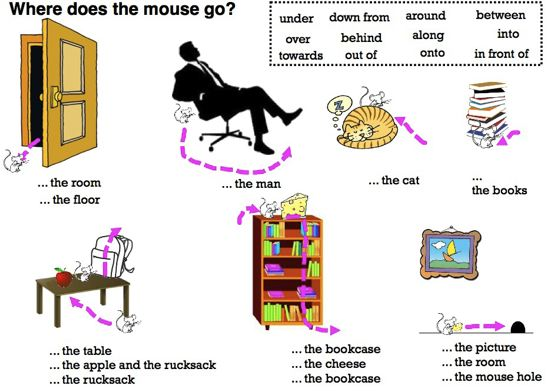 Where does the mouse go?
under down from around between
over behind along into
towards out of onto in front of
Z
... the room
... the floor
... the man
... the cat
...
the books
... the table
... the apple and the rucksack
... the rucksack
... the bookcase
... the cheese
... the bookcase
... the picture
... the room
... the mouse hole